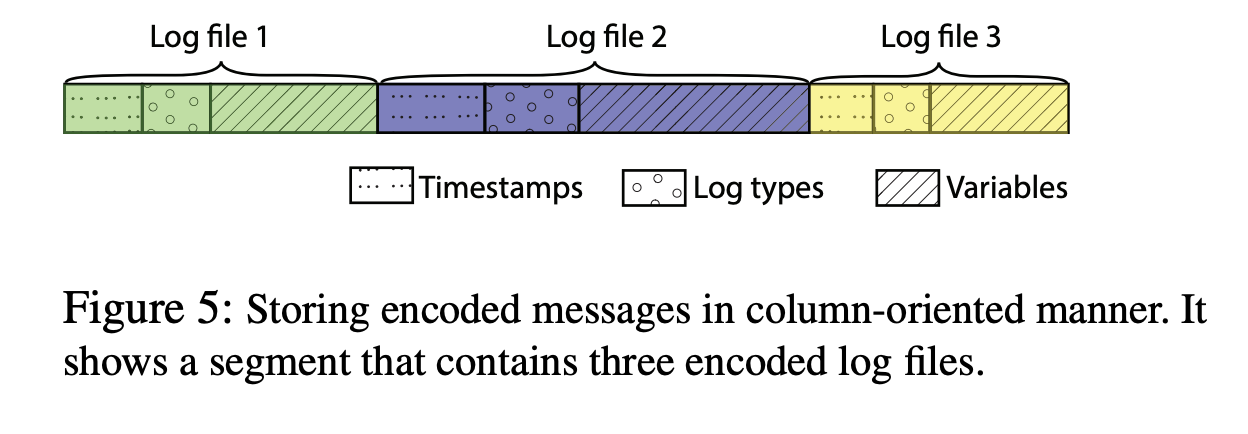 Log file 1 Log file 2 Log file 3
Timestamps Log types Variables
Figure 5: Storing encoded messages in column-oriented manner. It
shows a segment that contains three encoded log files.